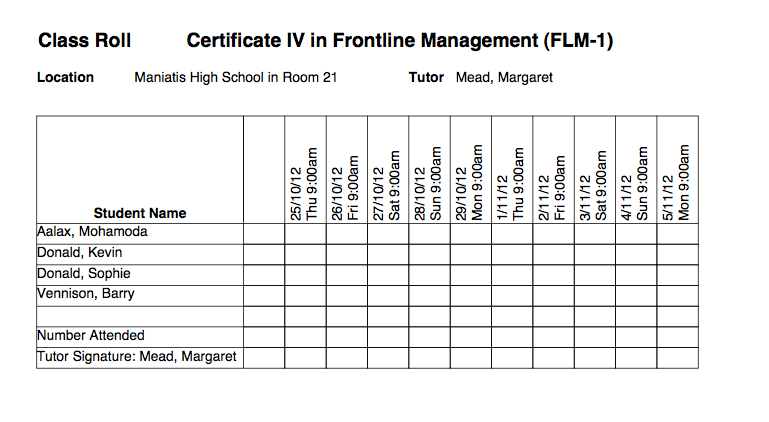 Class Roll Certificate IV in Frontline Management (FLM-1)
Location Maniatis High School in Room 21 Tutor Mead, Margaret
Student Name
25/10/12
Thu 9:00am
26/10/12
Fri 9:00am
27/10/12
Sat 9:00am
28/10/12
Sun 9:00am
29/10/12
Mon 9:00am
1/11/12
Thu 9:00am
2/11/12
Fri 9:00am
3/11/12
Sat 9:00am
4/11/12
Sun 9:00am
5/11/12
Mon 9:00am
Aalax, Mohamoda
Donald, Kevin
Donald, Sophie
Vennison, Barry
Number Attended
Tutor Signature: Mead, Margaret